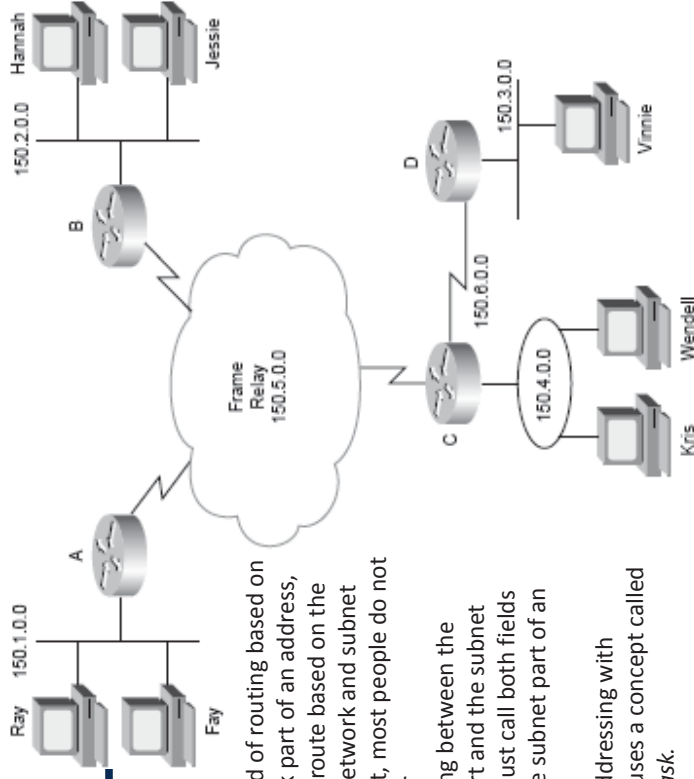 Ray
150.1.0.0
Fay
A
Hannah
150.2.0.0
Jessie
B
Frame
Relay
150.5.0.0
C
D
150.6.0.0
150.3.0.0
Vinnie
150.4.0.0
Kris
Wendell
d of routing based on
k part of an address,
route based on the
etwork and subnet
t, most people do not
ng between the
rt and the subnet
ust call both fields
e subnet part of an
ddressing with
uses a concept called
sk.